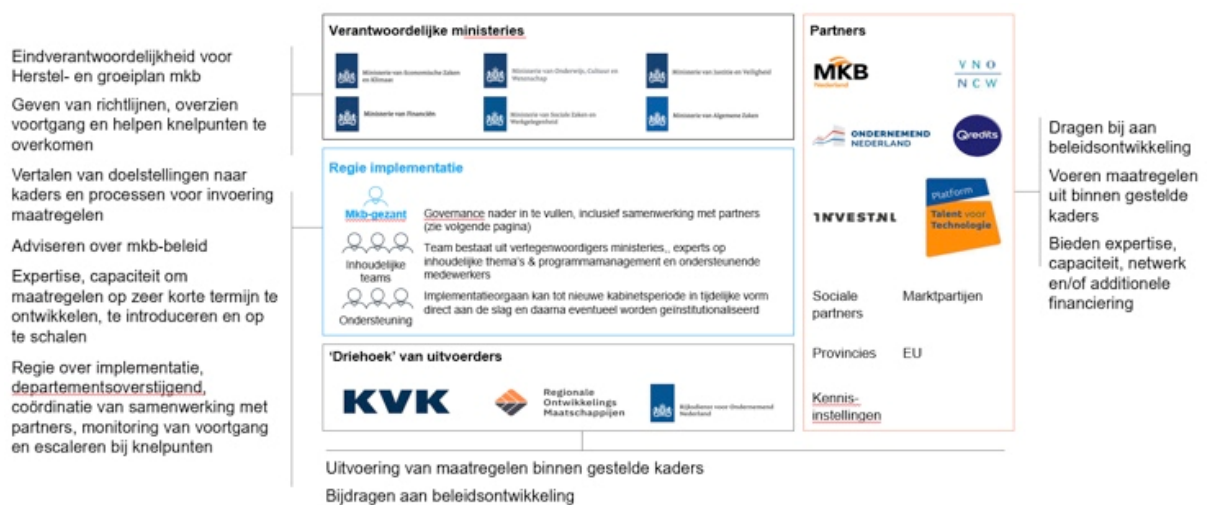 Eindverantwoordelijkheid voor
Herstel- en groeiplan mkb
Geven van richtlijnen, overzien
voortgang en helpen knelpunten te
overkomen
Vertalen van doelstellingen naar
kaders en processen voor invoering
maatregelen
Adviseren over mkb-beleid
Expertise, capaciteit om
maatregelen op zeer korte termijn te
ontwikkelen, te introduceren en op
te schalen
Regie over implementatie,
departementsoverstijgend,
coördinatie van samenwerking met
partners, monitoring van voortgang
en escaleren bij knelpunten
Verantwoordelijke ministeries
Ministerie van Economische Zaken
en Klimaat
Ministerie van Onderwijs, Cultuur en
Wetenschap
Ministerie van Justitie en Veiligheid
Ministerie van Financiën
Ministerie van Sociale Zaken en
Werkgelegenheid
Ministerie van Algemene Zaken
Regie implementatie
Mkb-gezant
Governance nader in te vullen, inclusief samenwerking met partners
(zie volgende pagina)
Inhoudelijke
teams
Team bestaat uit vertegenwoordigers ministeries,, experts op
inhoudelijke thema's & programmamanagement en ondersteunende
medewerkers
Ondersteuning
Implementatieorgaan kan tot nieuwe kabinetsperiode in tijdelijke vorm
direct aan de slag en daarna eventueel worden geïnstitutionaliseerd
'Driehoek' van uitvoerders
KVK
Regionale
Ontwikkelings
Maatschappijen
Rijksdienst voor Ondernemend
Nederland
Uitvoering van maatregelen binnen gestelde kaders
Bijdragen aan beleidsontwikkeling
Partners
MKB
Nederland
VNO
NCW
ONDERNEMEND
NEDERLAND
Qredits
INVEST.NL
Platform
Talent voor
Technologie
Sociale
partners
Marktpartijen
Provincies
EU
Kennis-
instellingen
Dragen bij aan
beleidsontwikkeling
Voeren maatregelen
uit binnen gestelde
kaders
Bieden expertise,
capaciteit, netwerk
en/of additionele
financiering